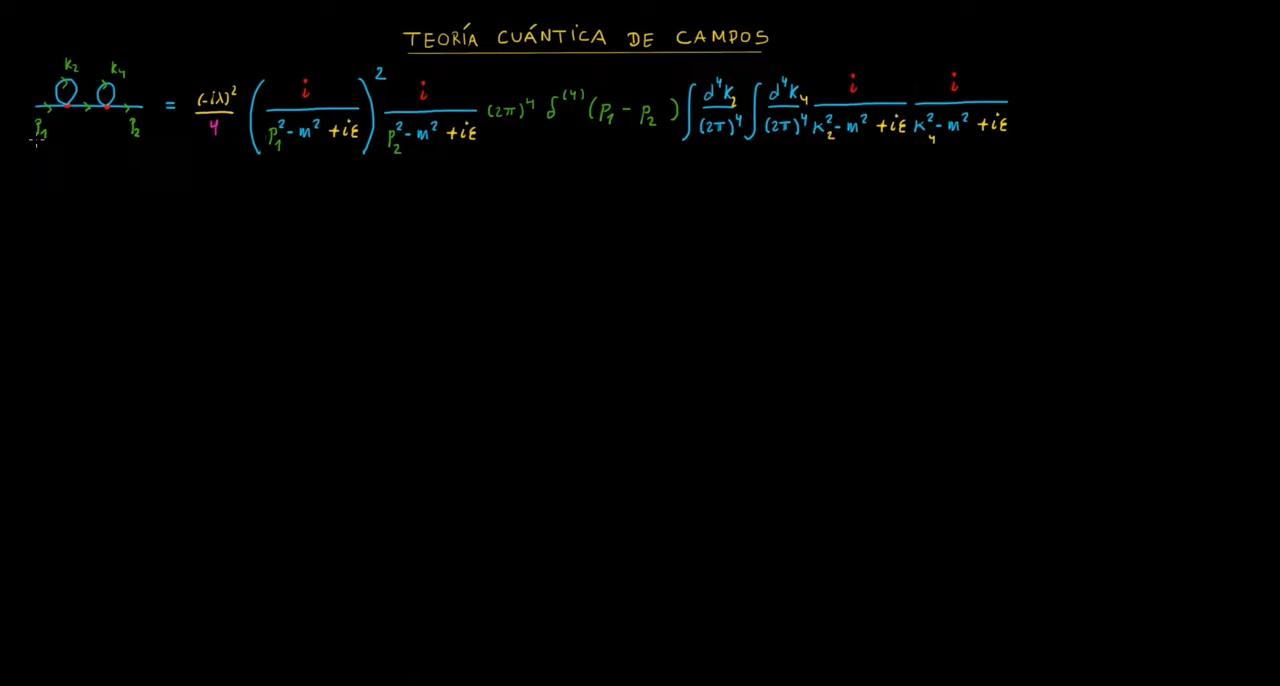 TEORÍA CUÁNTICA DE CAMPOS
k₂ k₄ p₁ p₂ = (-iλ)²/4 (i/(p₁² - m² + iε))² i/(p₂² - m² + iε) (2π)⁴ δ⁽⁴⁾(p₁ - p₂) ∫ d⁴k₂/(2π)⁴ ∫ d⁴k₄/(2π)⁴ i/(k₂² - m² + iε) i/(k₄² - m² + iε)